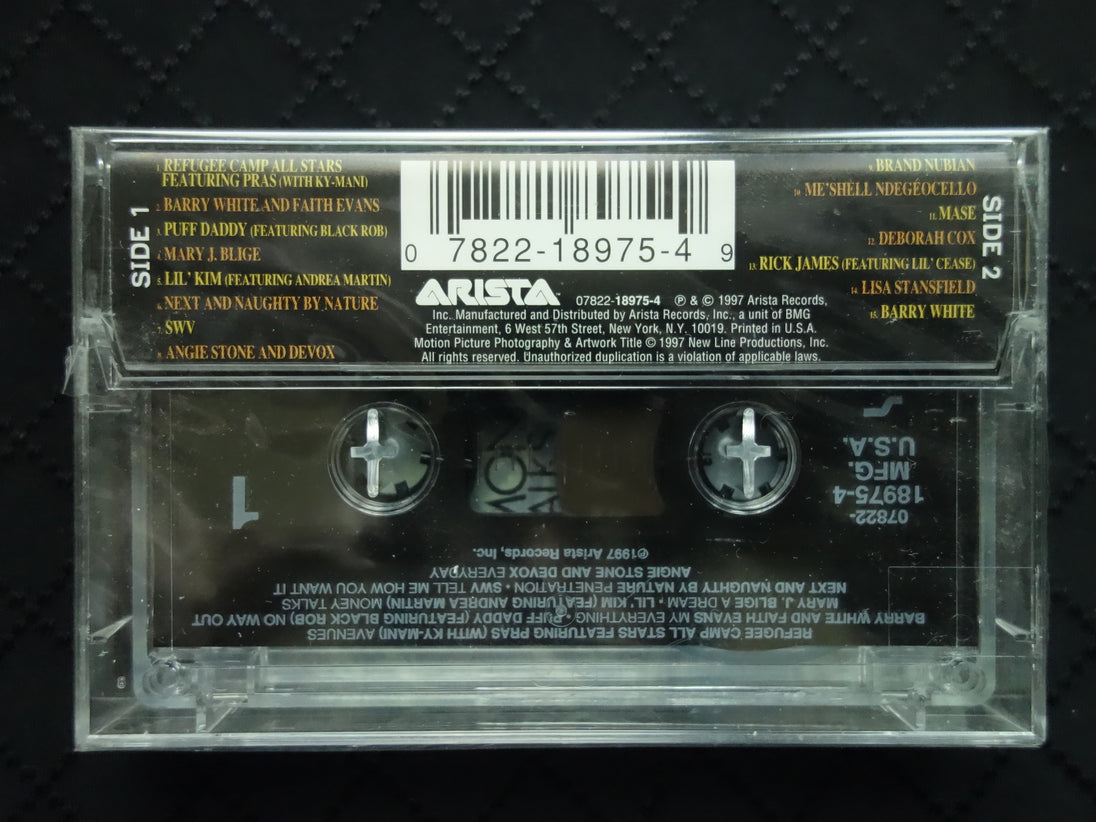 SIDE 1
1. REFUGEE CAMP ALL STARS
FEATURING PRAS (WITH KY-MANI)
2. BARRY WHITE AND FAITH EVANS
3. PUFF DADDY (FEATURING BLACK ROB)
4. MARY J. BLIGE
5. LIL' KIM (FEATURING ANDREA MARTIN)
6. NEXT AND NAUGHTY BY NATURE
7. SWV
8. ANGIE STONE AND DEVOX
0 7822-18975-4 9
ARISTA 07822-18975-4 ℗ & © 1997 Arista Records,
Inc. Manufactured and Distributed by Arista Records, Inc., a unit of BMG
Entertainment, 6 West 57th Street, New York, N.Y. 10019. Printed in U.S.A.
Motion Picture Photography & Artwork Title © 1997 New Line Productions, Inc.
All rights reserved. Unauthorized duplication is a violation of applicable laws.
SIDE 2
9. BRAND NUBIAN
10. ME'SHELL NDEGÉOCELLO
11. MASE
12. DEBORAH COX
13. RICK JAMES (FEATURING LIL' CEASE)
14. LISA STANSFIELD
15. BARRY WHITE
REFUGEE CAMP ALL STARS FEATURING PRAS (WITH KY-MANI) AVENUES
BARRY WHITE AND FAITH EVANS MY EVERYTHING • PUFF DADDY (FEATURING BLACK ROB) NO WAY OUT
MARY J. BLIGE A DREAM • LIL' KIM (FEATURING ANDREA MARTIN) MONEY TALKS
NEXT AND NAUGHTY BY NATURE PENETRATION • SWV TELL ME HOW YOU WANT IT
ANGIE STONE AND DEVOX EVERYDAY
©1997 Arista Records, Inc.
07822-
18975-4
MFG.
U.S.A.
1